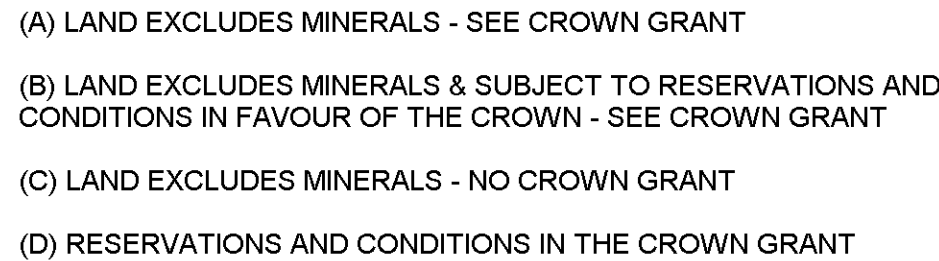 (A) LAND EXCLUDES MINERALS - SEE CROWN GRANT
(B) LAND EXCLUDES MINERALS & SUBJECT TO RESERVATIONS AND
CONDITIONS IN FAVOUR OF THE CROWN - SEE CROWN GRANT
(C) LAND EXCLUDES MINERALS - NO CROWN GRANT
(D) RESERVATIONS AND CONDITIONS IN THE CROWN GRANT